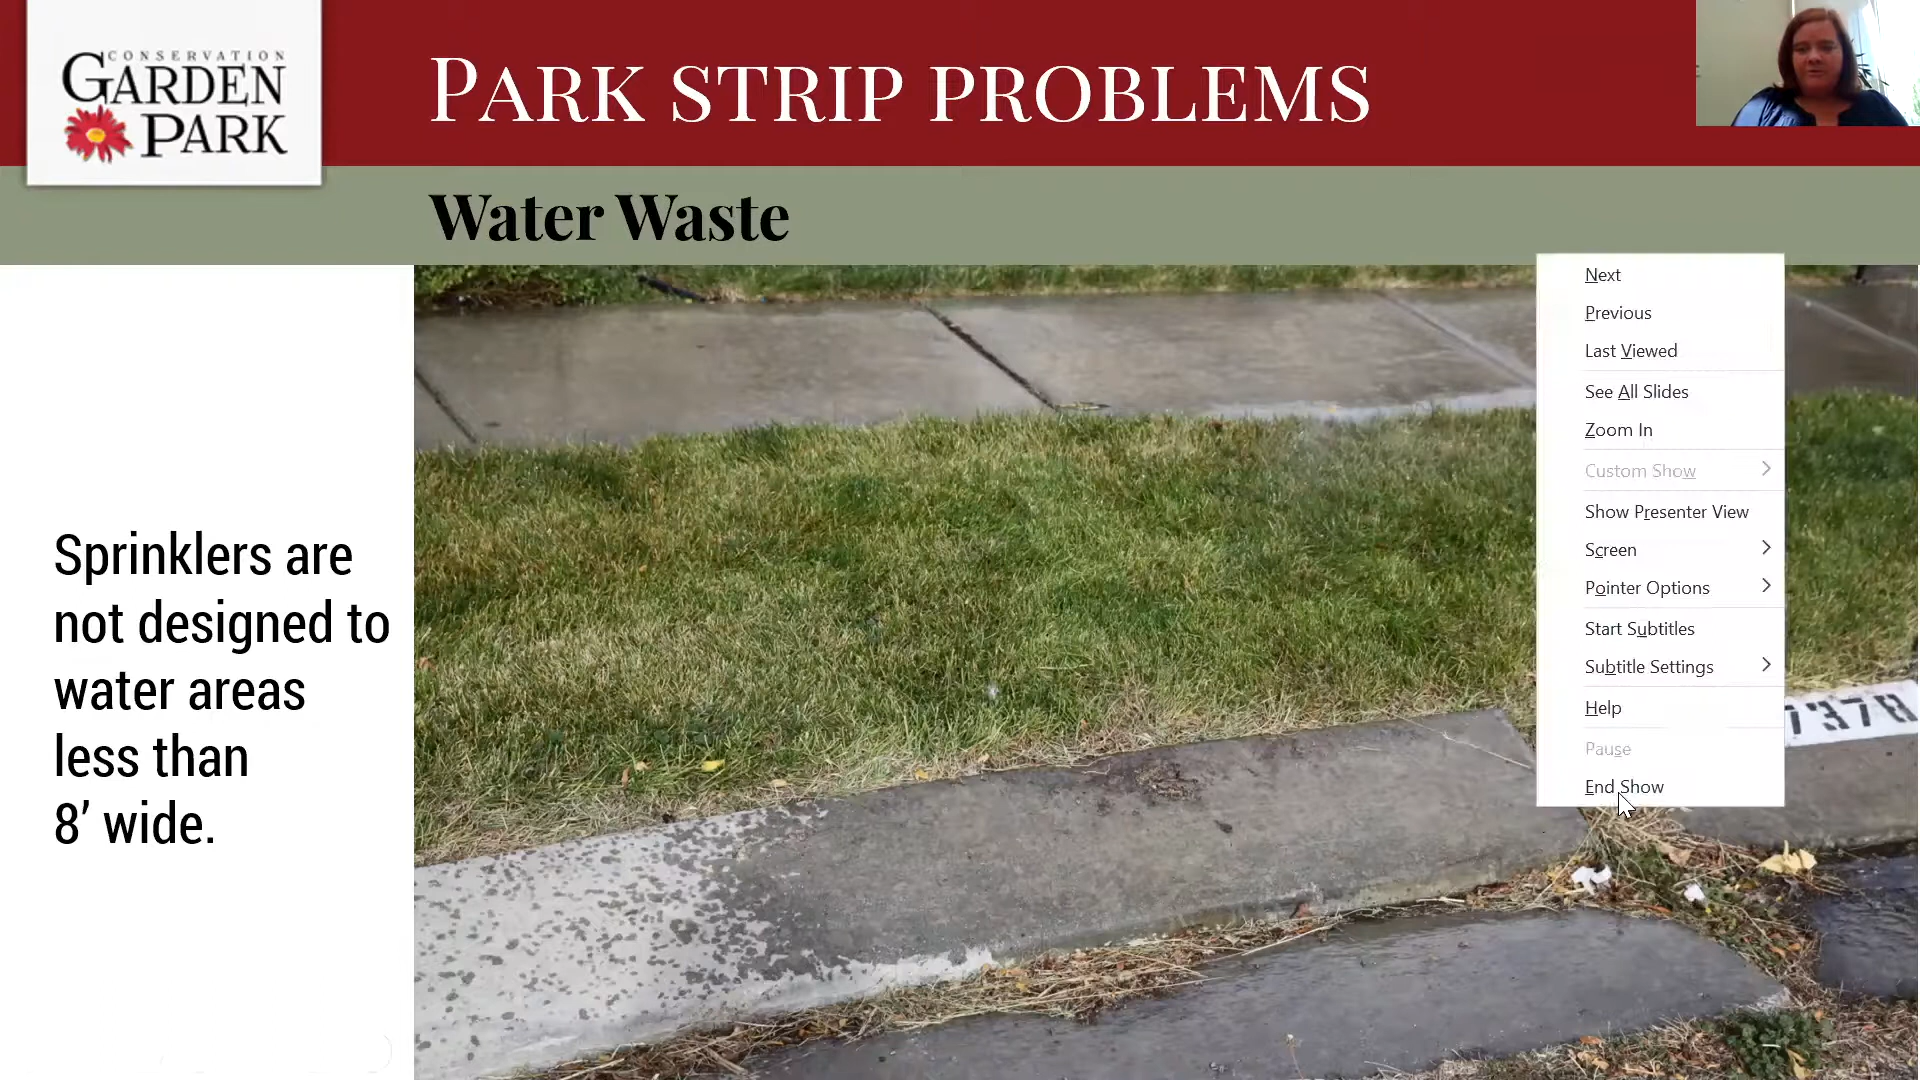 CONSERVATION
GARDEN
PARK
PARK STRIP PROBLEMS
Water Waste
Sprinklers are
not designed to
water areas
less than
8’ wide.
Next
Previous
Last Viewed
See All Slides
Zoom In
Custom Show
Show Presenter View
Screen
Pointer Options
Start Subtitles
Subtitle Settings
Help
Pause
End Show
7378